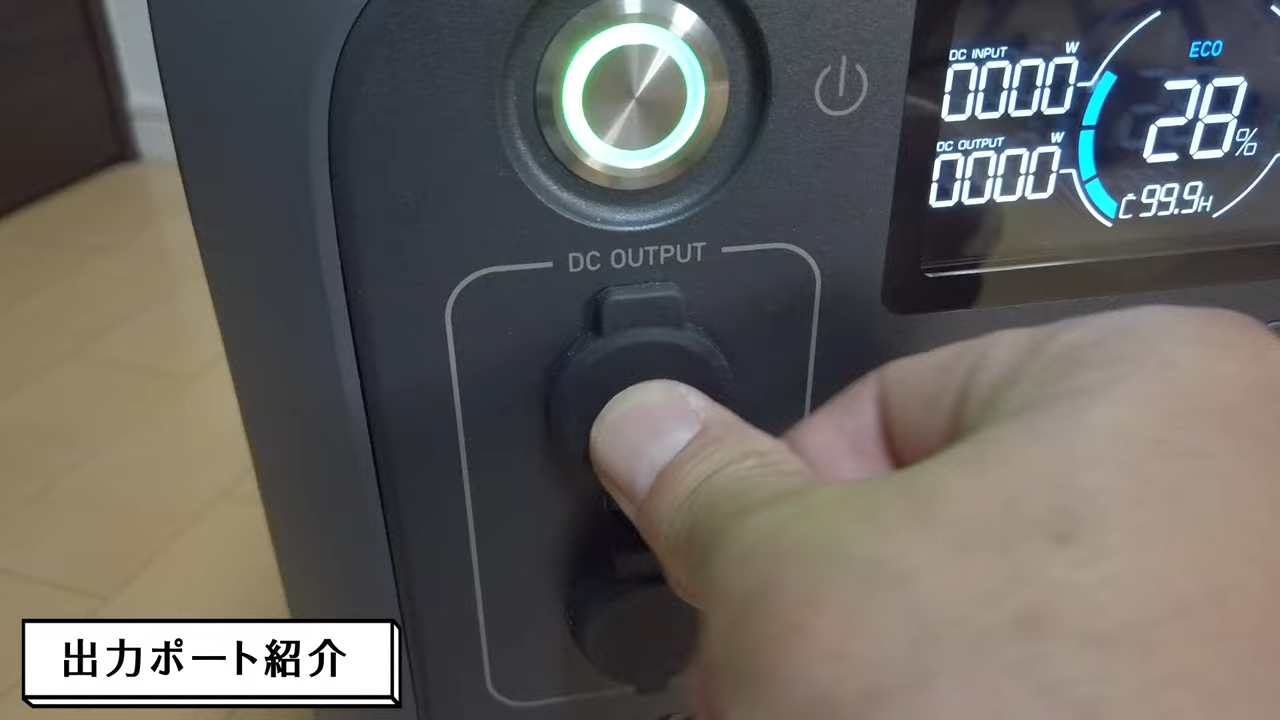 DC INPUT
W
ECO
0000
28%
DC OUTPUT
W
0000
C 99.9H
DC OUTPUT
出力ポート紹介